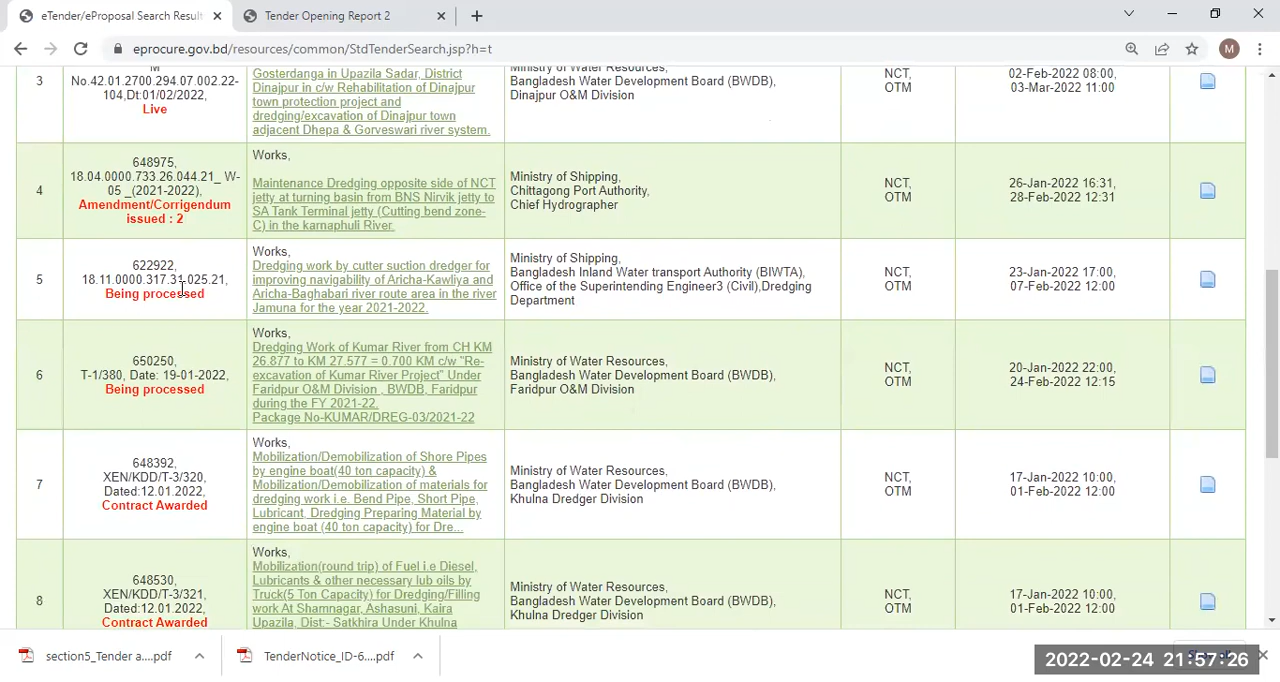 eTender/eProposal Search Result
Tender Opening Report 2
eprocure.gov.bd/resources/common/StdTenderSearch.jsp?h=t
M
3
No.42.01.2700.294.07.002.22-
104,Dt:01/02/2022,
Live
Gosterdanga in Upazila Sadar, District
Dinajpur in c/w Rehabilitation of Dinajpur
town protection project and
dredging/excavation of Dinajpur town
adjacent Dhepa & Gorveswari river system.
Ministry of Water Resources,
Bangladesh Water Development Board (BWDB),
Dinajpur O&M Division
NCT,
OTM
02-Feb-2022 08:00,
03-Mar-2022 11:00
4
648975,
18.04.0000.733.26.044.21_ W-
05 _(2021-2022),
Amendment/Corrigendum
issued : 2
Works,
Maintenance Dredging opposite side of NCT
jetty at turning basin from BNS Nirvik jetty to
SA Tank Terminal jetty (Cutting bend zone-
C) in the karnaphuli River.
Ministry of Shipping,
Chittagong Port Authority,
Chief Hydrographer
NCT,
OTM
26-Jan-2022 16:31,
28-Feb-2022 12:31
5
622922,
18.11.0000.317.31.025.21,
Being processed
Works,
Dredging work by cutter suction dredger for
improving navigability of Aricha-Kawliya and
Aricha-Baghabari river route area in the river
Jamuna for the year 2021-2022.
Ministry of Shipping,
Bangladesh Inland Water transport Authority (BIWTA),
Office of the Superintending Engineer3 (Civil),Dredging
Department
NCT,
OTM
23-Jan-2022 17:00,
07-Feb-2022 12:00
6
650250,
T-1/380, Date: 19-01-2022,
Being processed
Works,
Dredging Work of Kumar River from CH KM
26.877 to KM 27.577 = 0.700 KM c/w "Re-
excavation of Kumar River Project" Under
Faridpur O&M Division , BWDB, Faridpur
during the FY 2021-22.
Package No-KUMAR/DREG-03/2021-22
Ministry of Water Resources,
Bangladesh Water Development Board (BWDB),
Faridpur O&M Division
NCT,
OTM
20-Jan-2022 22:00,
24-Feb-2022 12:15
7
648392,
XEN/KDD/T-3/320,
Dated:12.01.2022,
Contract Awarded
Works,
Mobilization/Demobilization of Shore Pipes
by engine boat(40 ton capacity) &
Mobilization/Demobilization of materials for
dredging work i.e. Bend Pipe, Short Pipe,
Lubricant, Dredging Preparing Material by
engine boat (40 ton capacity) for Dre...
Ministry of Water Resources,
Bangladesh Water Development Board (BWDB),
Khulna Dredger Division
NCT,
OTM
17-Jan-2022 10:00,
01-Feb-2022 12:00
8
648530,
XEN/KDD/T-3/321,
Dated:12.01.2022,
Contract Awarded
Works,
Mobilization(round trip) of Fuel i.e Diesel,
Lubricants & other necessary lub oils by
Truck(5 Ton Capacity) for Dredging/Filling
work At Shamnagar, Ashasuni, Kaira
Upazila, Dist:- Satkhira Under Khulna
Ministry of Water Resources,
Bangladesh Water Development Board (BWDB),
Khulna Dredger Division
NCT,
OTM
17-Jan-2022 10:00,
01-Feb-2022 12:00
section5_Tender a....pdf
TenderNotice_ID-6....pdf
2022-02-24 21:57:26